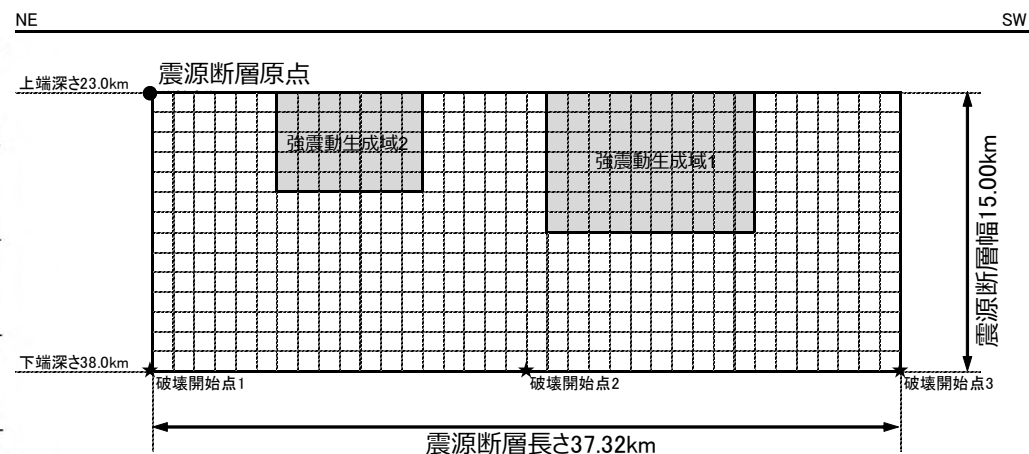 NE
SW
上端深さ23.0km
震源断層原点
強震動生成域2
強震動生成域1
震源断層幅15.00km
下端深さ38.0km
破壊開始点1
破壊開始点2
破壊開始点3
震源断層長さ37.32km